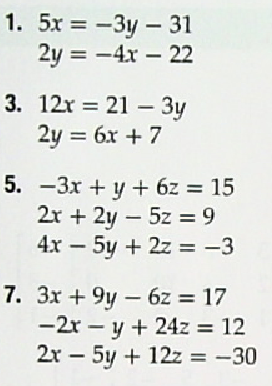 1. 5x = −3y − 31
2y = −4x − 22
3. 12x = 21 − 3y
2y = 6x + 7
5. −3x + y + 6z = 15
2x + 2y − 5z = 9
4x − 5y + 2z = −3
7. 3x + 9y − 6z = 17
−2x − y + 24z = 12
2x − 5y + 12z = −30